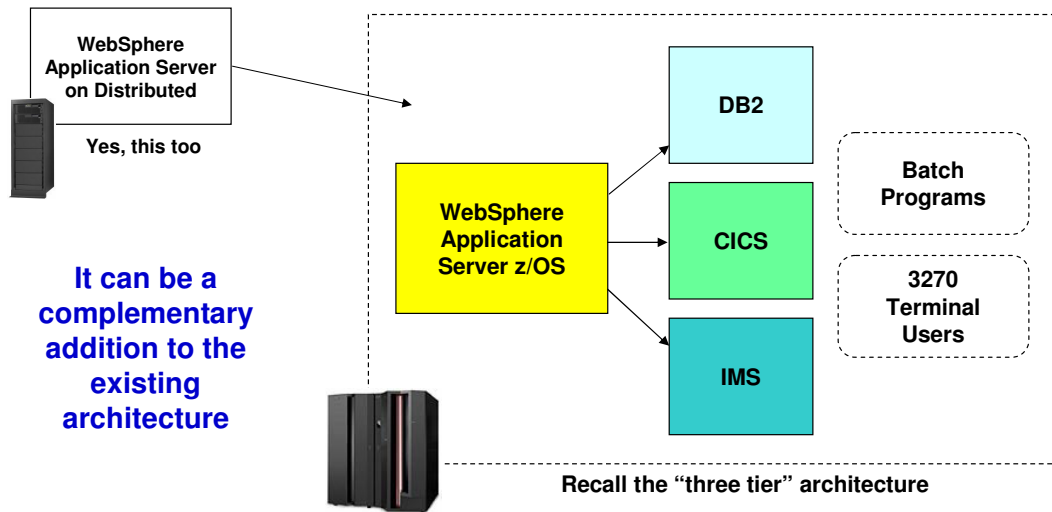 WebSphere
Application Server
on Distributed
Yes, this too
It can be a
complementary
addition to the
existing
architecture
WebSphere
Application
Server z/OS
DB2
CICS
IMS
Batch
Programs
3270
Terminal
Users
Recall the “three tier” architecture